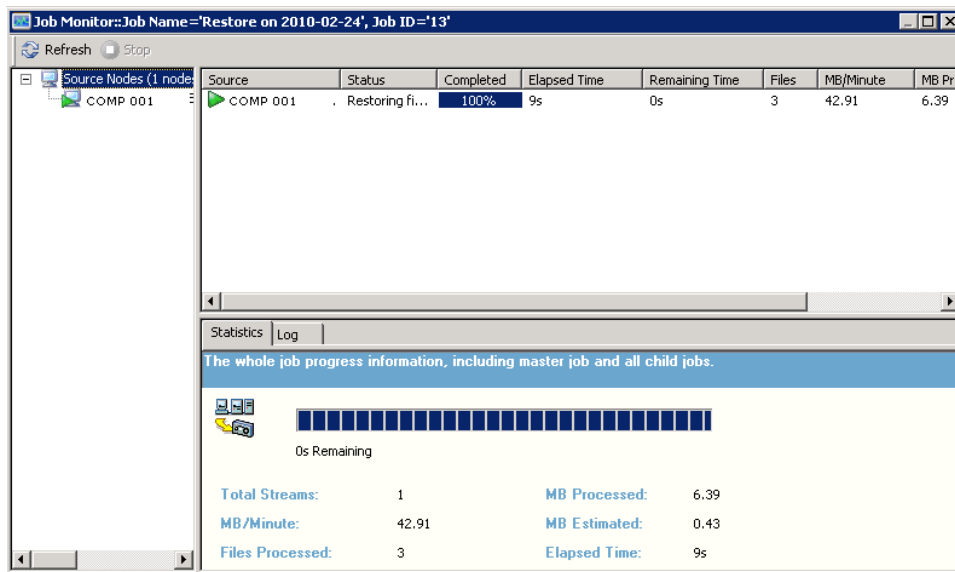 Job Monitor::Job Name='Restore on 2010-02-24', Job ID='13'
Refresh Stop
Source Nodes (1 node
COMP 001
Source Status Completed Elapsed Time Remaining Time Files MB/Minute MB Pr
COMP 001 . Restoring fi... 100% 9s 0s 3 42.91 6.39
Statistics Log
The whole job progress information, including master job and all child jobs.
0s Remaining
Total Streams: 1 MB Processed: 6.39
MB/Minute: 42.91 MB Estimated: 0.43
Files Processed: 3 Elapsed Time: 9s